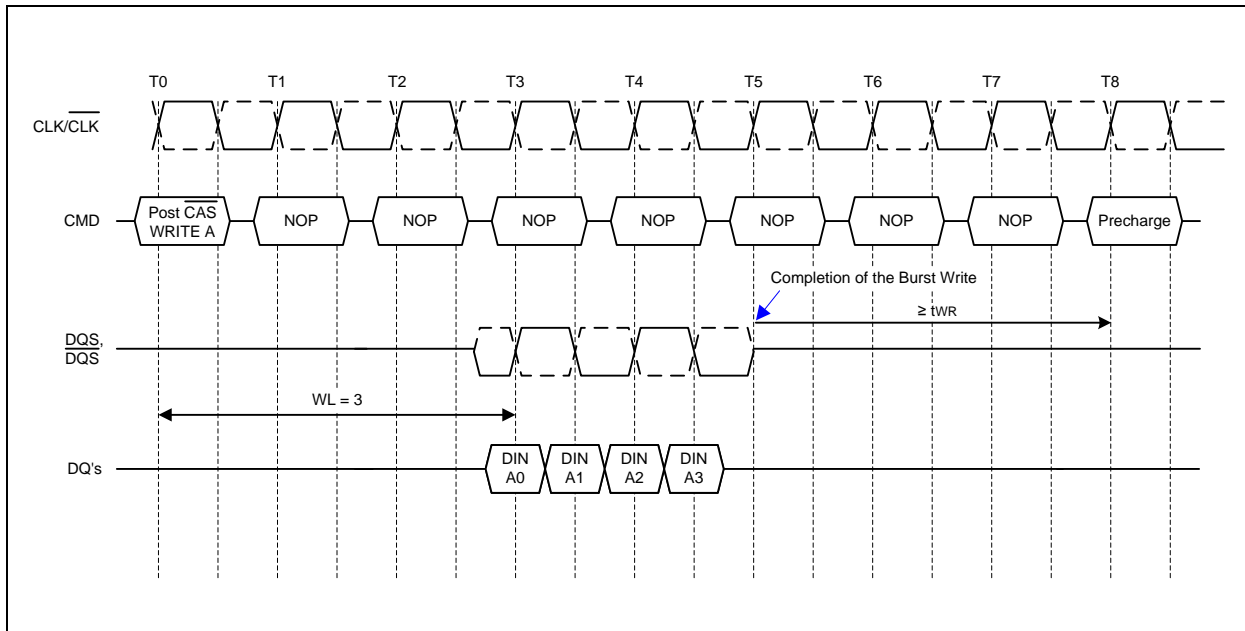 T0 T1 T2 T3 T4 T5 T6 T7 T8
CLK/CLK
CMD
Post CAS
WRITE A
NOP NOP NOP NOP NOP NOP NOP Precharge
Completion of the Burst Write
≥ tWR
DQS,
DQS
WL = 3
DQ's
DIN DIN DIN DIN
A0 A1 A2 A3